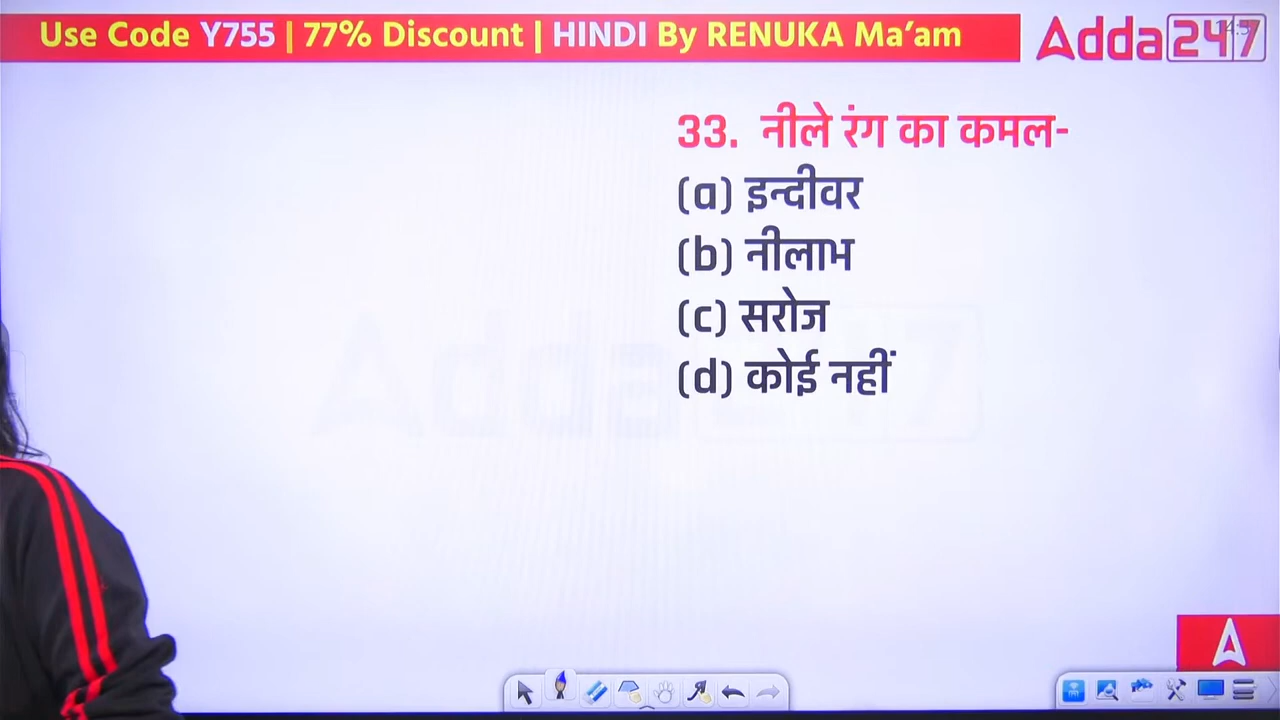 Use Code Y755 | 77% Discount | HINDI By RENUKA Ma’am
Adda247
33. नीले रंग का कमल-
(a) इन्दीवर
(b) नीलाभ
(c) सरोज
(d) कोई नहीं